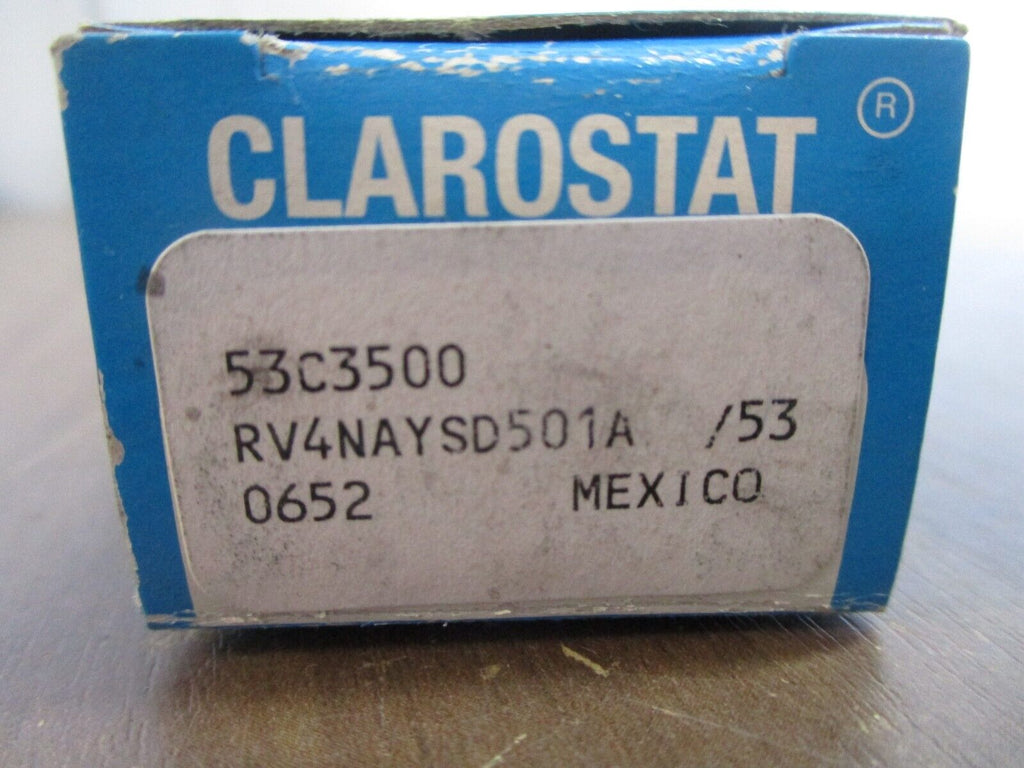 CLAROSTAT ®
53C3500
RV4NAYSD501A /53
0652 MEXICO